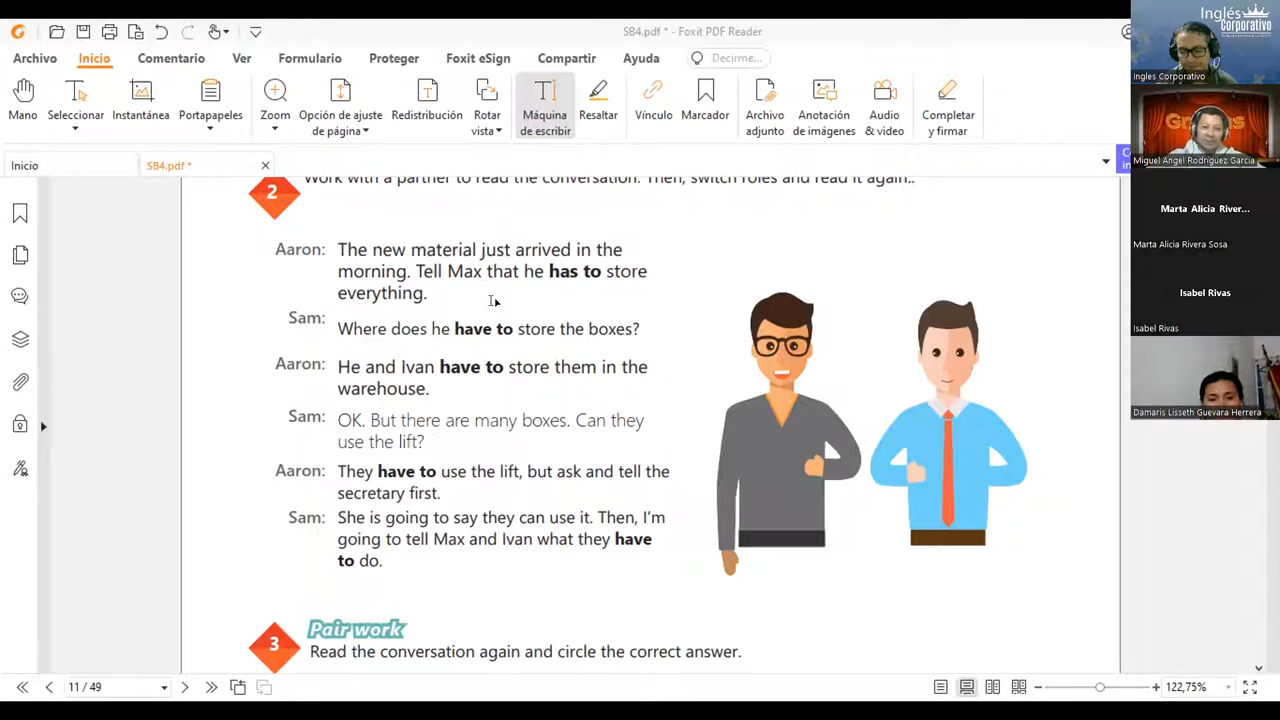 SB4.pdf * - Foxit PDF Reader
Archivo Inicio Comentario Ver Formulario Proteger Foxit eSign Compartir Ayuda Decirme...
Mano Seleccionar Instantánea Portapapeles Zoom Opción de ajuste de página Redistribución Rotar vista Máquina de escribir Resaltar Vínculo Marcador Archivo adjunto Anotación de imágenes Audio & video Completar y firmar
Inicio SB4.pdf *
2 Work with a partner to read the conversation. Then, switch roles and read it again..
Aaron: The new material just arrived in the
morning. Tell Max that he has to store
everything.
Sam: Where does he have to store the boxes?
Aaron: He and Ivan have to store them in the
warehouse.
Sam: OK. But there are many boxes. Can they
use the lift?
Aaron: They have to use the lift, but ask and tell the
secretary first.
Sam: She is going to say they can use it. Then, I'm
going to tell Max and Ivan what they have
to do.
Pair work
3 Read the conversation again and circle the correct answer.
11 / 49
122,75%
Inglés
Corporativo
Ingles Corporativo
Miguel Angel Rodríguez García
Marta Alicia River...
Marta Alicia Rivera Sosa
Isabel Rivas
Isabel Rivas
Damaris Lisseth Guevara Herrera